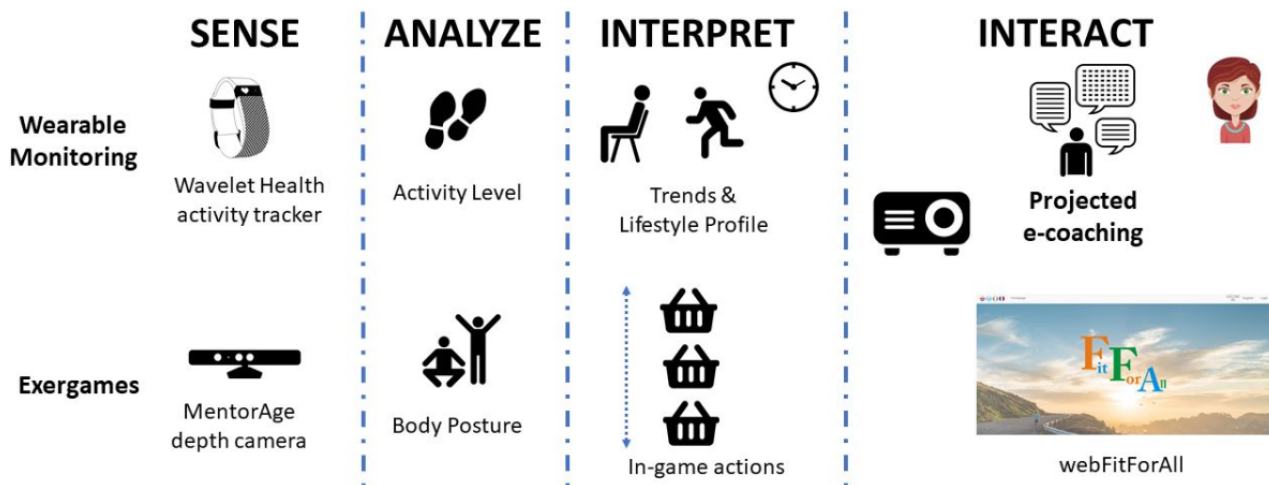 SENSE
ANALYZE
INTERPRET
INTERACT
Wearable
Monitoring
Wavelet Health
activity tracker
Activity Level
Trends &
Lifestyle Profile
Projected
e-coaching
Exergames
MentorAge
depth camera
Body Posture
In-game actions
FitForAll
webFitForAll